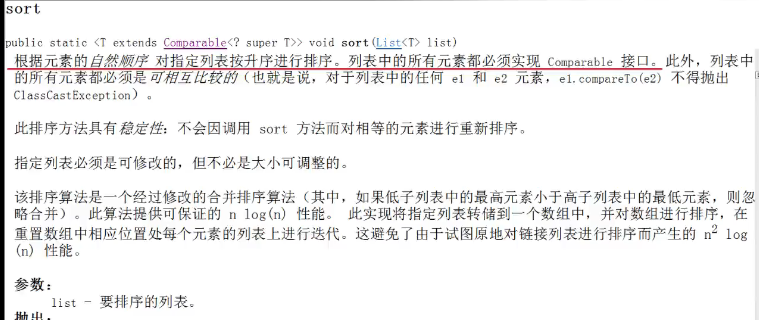 sort
public static <T extends Comparable<? super T>> void sort(List<T> list)
根据元素的自然顺序 对指定列表按升序进行排序。列表中的所有元素都必须实现 Comparable 接口。此外，列表中
的所有元素都必须是可相互比较的（也就是说，对于列表中的任何 e1 和 e2 元素，e1.compareTo(e2) 不得抛出
ClassCastException）。
此排序方法具有稳定性：不会因调用 sort 方法而对相等的元素进行重新排序。
指定列表必须是可修改的，但不必是大小可调整的。
该排序算法是一个经过修改的合并排序算法（其中，如果低子列表中的最高元素小于高子列表中的最低元素，则忽
略合并）。此算法提供可保证的 n log(n) 性能。 此实现将指定列表转储到一个数组中，并对数组进行排序，在
重置数组中相应位置处每个元素的列表上进行迭代。这避免了由于试图原地对链接列表进行排序而产生的 n2 log
(n) 性能。
参数：
list - 要排序的列表。
抛出：